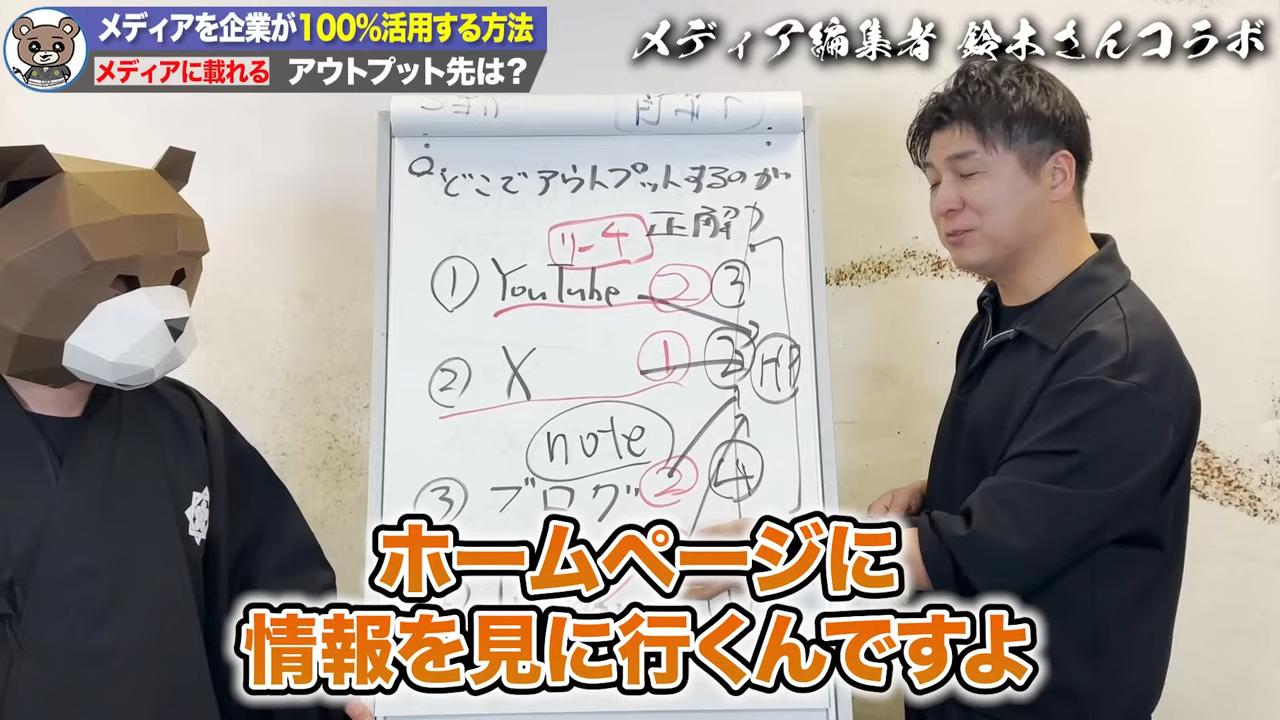 メディアを企業が100%活用する方法
メディアに載れる アウトプット先は?
メディア編集者 鈴木さんコラボ
Q.どこでアウトプットするのが
正解?
リーチ
① YouTube ② ③
② X ① ② HP
note
③ ブログ ② ④
ホームページに
情報を見に行くんですよ